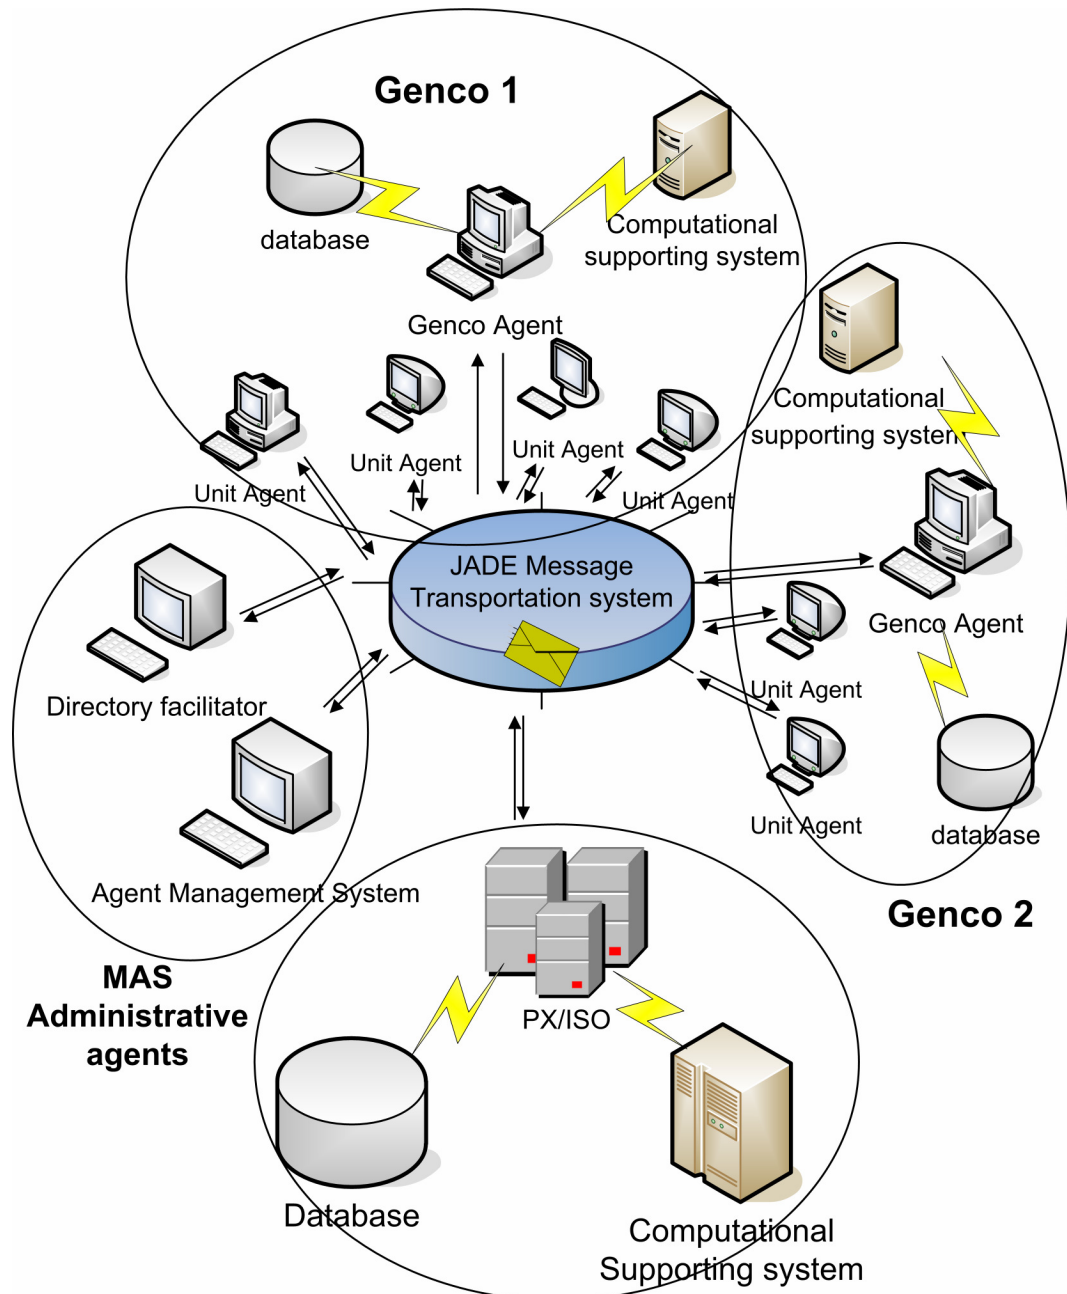 Genco 1
database
Computational
supporting system
Genco Agent
Unit Agent
Unit Agent
Unit Agent
Unit Agent
Computational
supporting system
Genco Agent
Unit Agent
Unit Agent
database
Genco 2
JADE Message
Transportation system
Directory facilitator
Agent Management System
MAS
Administrative
agents
PX/ISO
Database
Computational
Supporting system